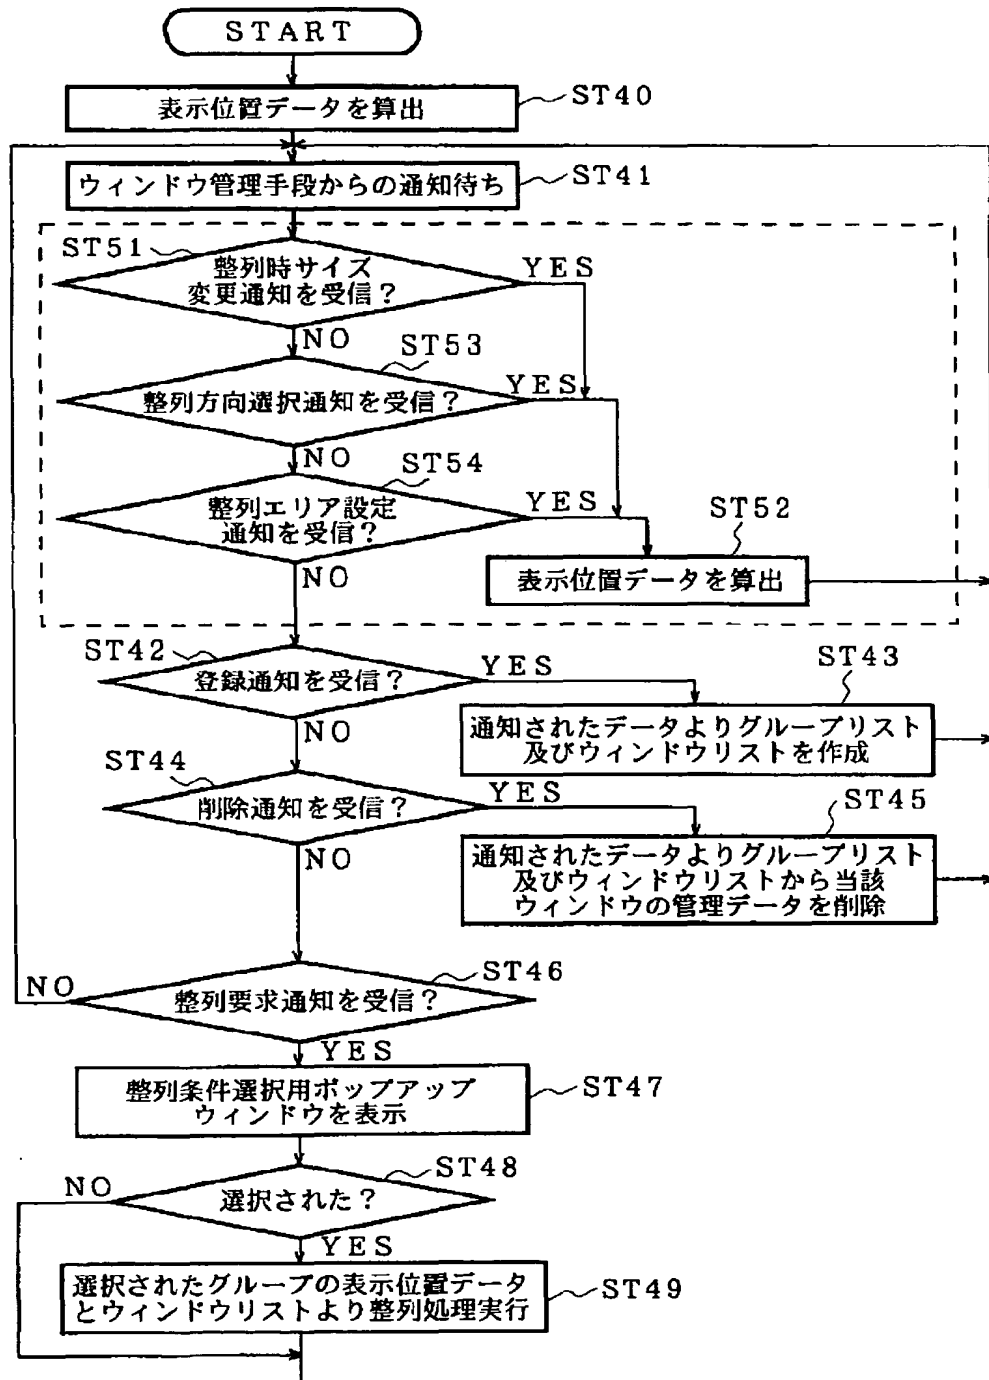 START
表示位置データを算出
ST40
ウィンドウ管理手段からの通知待ち
ST41
ST51
整列時サイズ
変更通知を受信?
YES
NO
ST53
整列方向選択通知を受信?
YES
NO
ST54
整列エリア設定
通知を受信?
YES
NO
ST52
表示位置データを算出
ST42
登録通知を受信?
YES
NO
ST43
通知されたデータよりグループリスト
及びウィンドウリストを作成
ST44
削除通知を受信?
YES
NO
ST45
通知されたデータよりグループリスト
及びウィンドウリストから当該
ウィンドウの管理データを削除
ST46
整列要求通知を受信?
NO
YES
整列条件選択用ポップアップ
ウィンドウを表示
ST47
ST48
選択された?
NO
YES
選択されたグループの表示位置データ
とウィンドウリストより整列処理実行
ST49